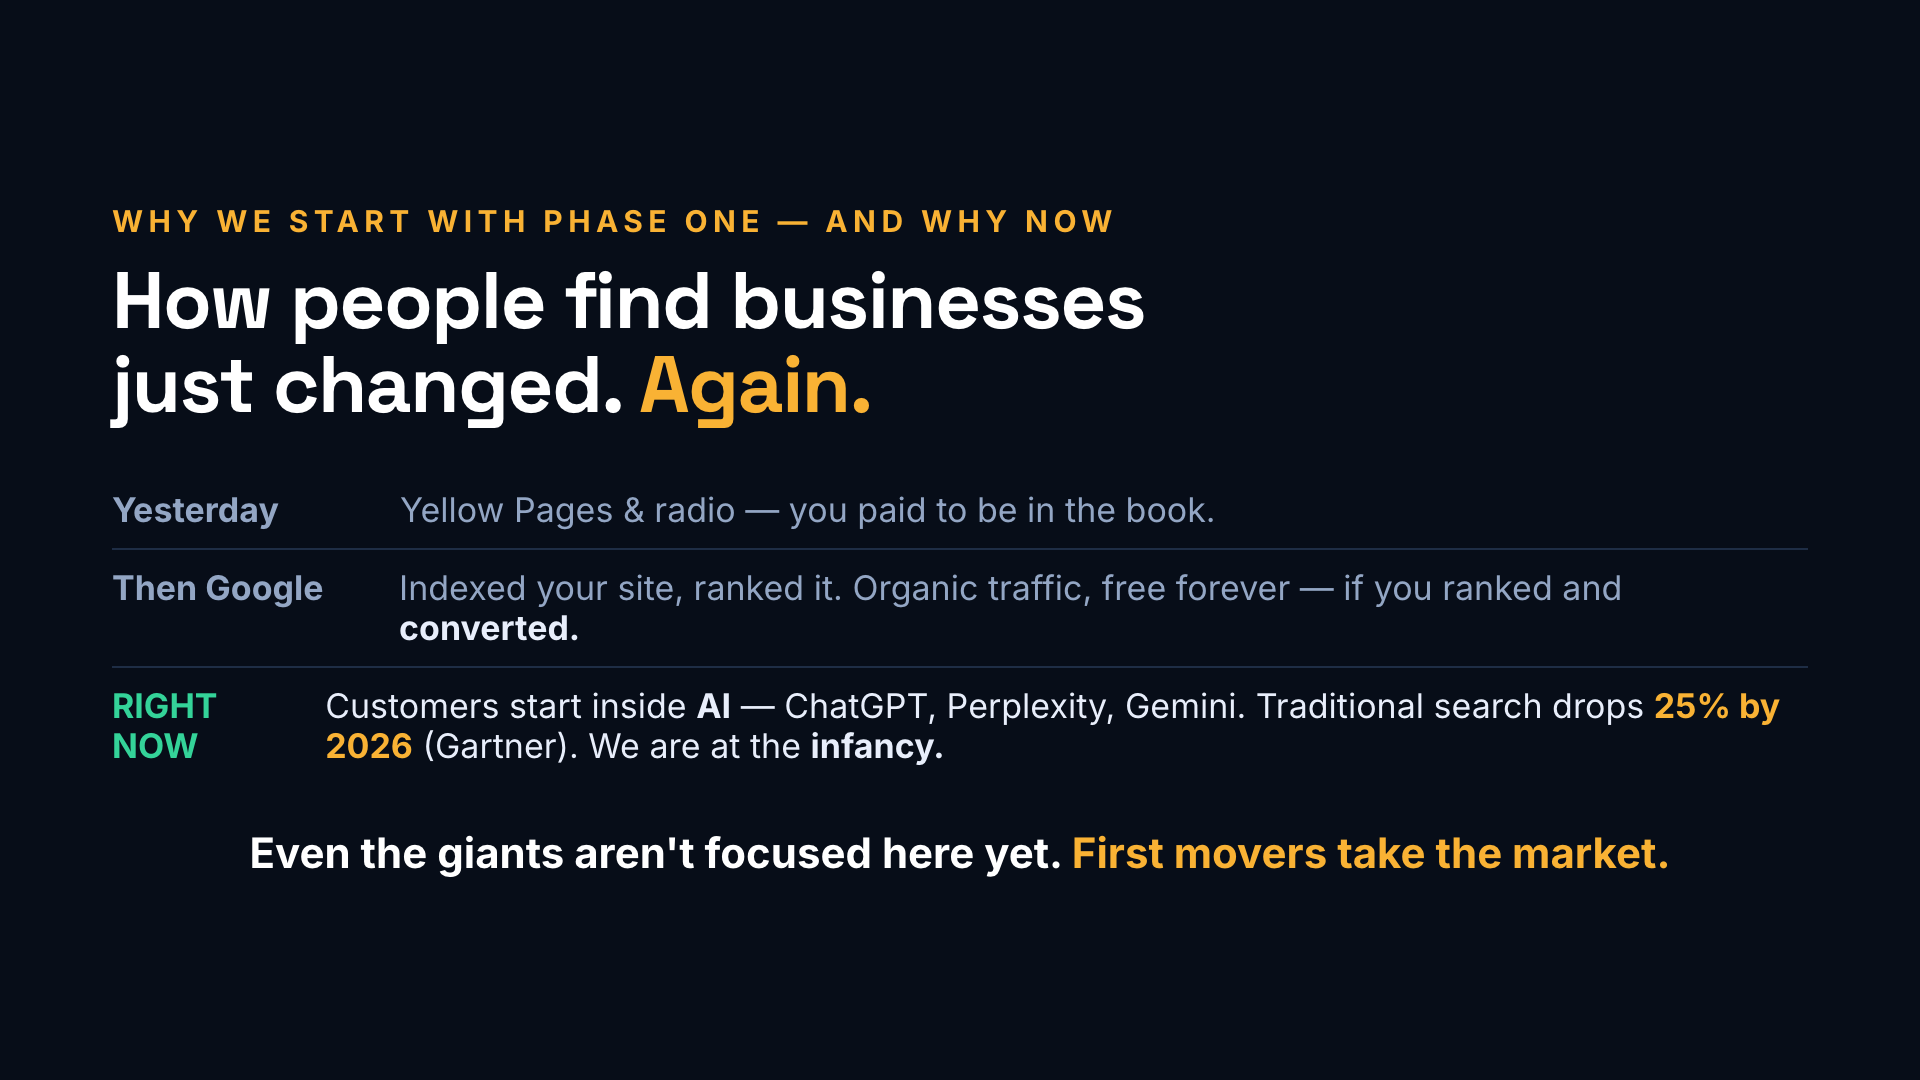 WHY WE START WITH PHASE ONE — AND WHY NOW
How people find businesses
just changed. Again.
Yesterday Yellow Pages & radio — you paid to be in the book.
Then Google Indexed your site, ranked it. Organic traffic, free forever — if you ranked and
converted.
RIGHT Customers start inside AI — ChatGPT, Perplexity, Gemini. Traditional search drops 25% by
NOW 2026 (Gartner). We are at the infancy.
Even the giants aren't focused here yet. First movers take the market.